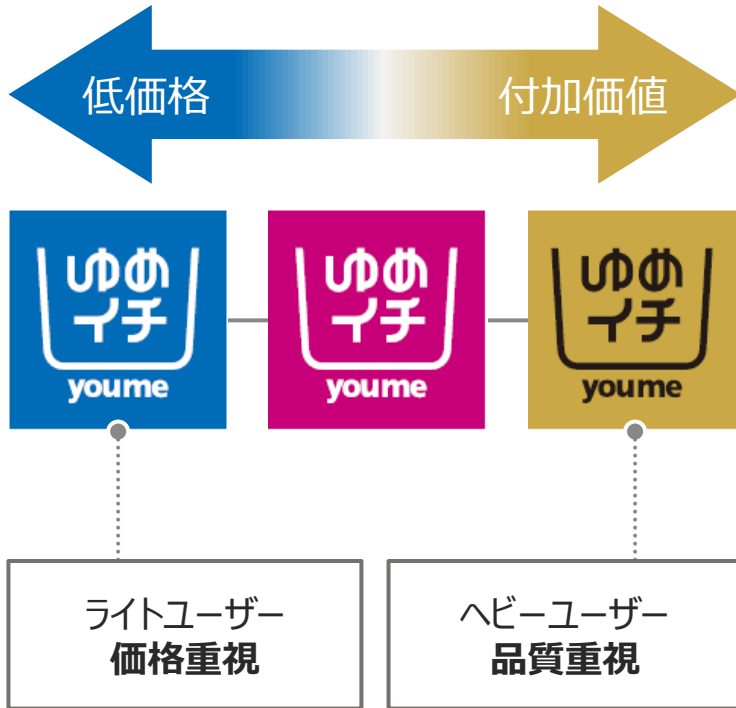 低価格
付加価値
ゆめ
イチ
youme
ゆめ
イチ
youme
ゆめ
イチ
youme
ライトユーザー
価格重視
ヘビーユーザー
品質重視